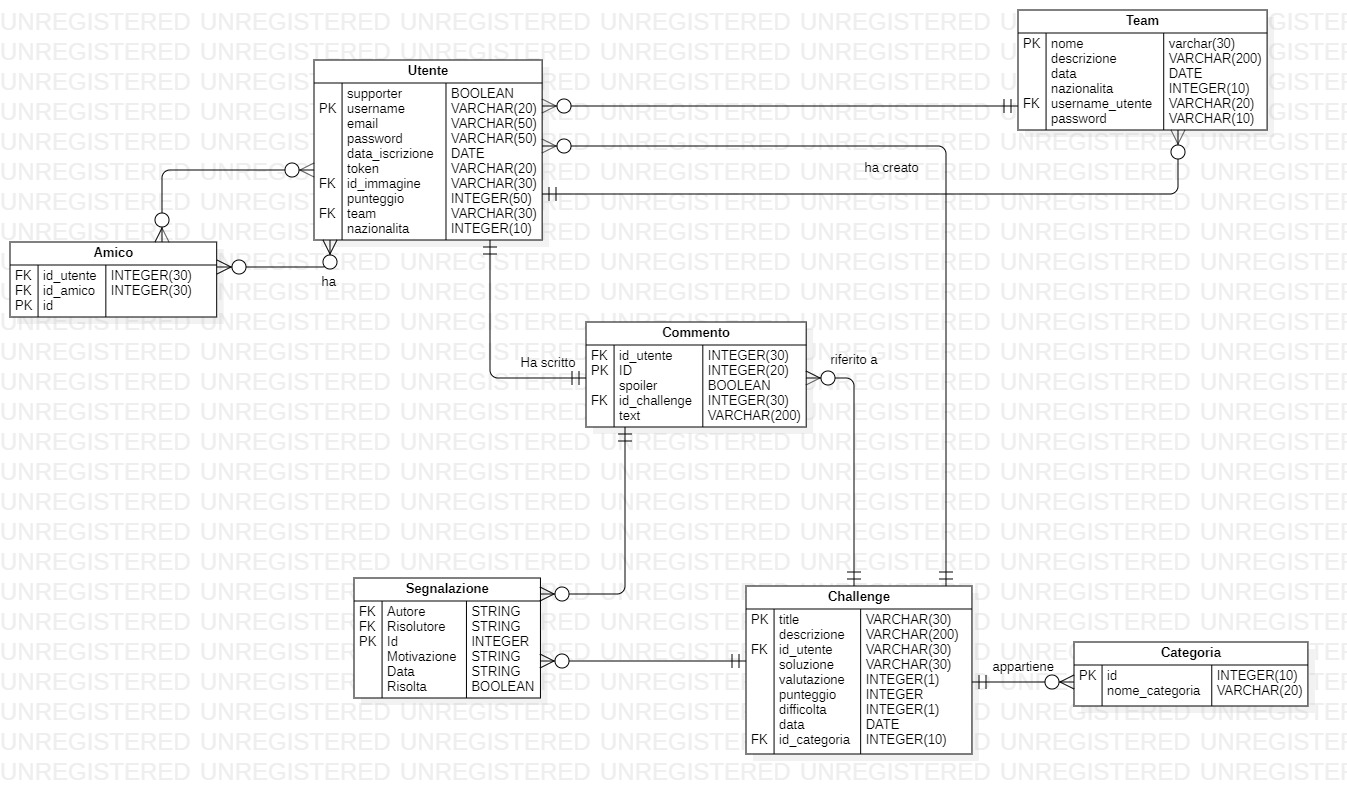 Team
PK nome varchar(30)
descrizione VARCHAR(200)
data DATE
nazionalita INTEGER(10)
FK username_utente VARCHAR(20)
password VARCHAR(10)
Utente
supporter BOOLEAN
PK username VARCHAR(20)
email VARCHAR(50)
password VARCHAR(50)
data_iscrizione DATE
token VARCHAR(20)
FK id_immagine VARCHAR(30)
punteggio INTEGER(50)
FK team VARCHAR(30)
nazionalita INTEGER(10)
ha creato
Amico
FK id_utente INTEGER(30)
FK id_amico INTEGER(30)
PK id
ha
Commento
FK id_utente INTEGER(30)
PK ID INTEGER(20)
spoiler BOOLEAN
FK id_challenge INTEGER(30)
text VARCHAR(200)
Ha scritto
riferito a
Segnalazione
FK Autore STRING
FK Risolutore STRING
PK Id INTEGER
Motivazione STRING
Data STRING
Risolta BOOLEAN
Challenge
PK title VARCHAR(30)
descrizione VARCHAR(200)
FK id_utente VARCHAR(30)
soluzione VARCHAR(30)
valutazione INTEGER(1)
punteggio INTEGER
difficolta INTEGER(1)
data DATE
FK id_categoria INTEGER(10)
appartiene
Categoria
PK id INTEGER(10)
nome_categoria VARCHAR(20)
UNREGISTERED